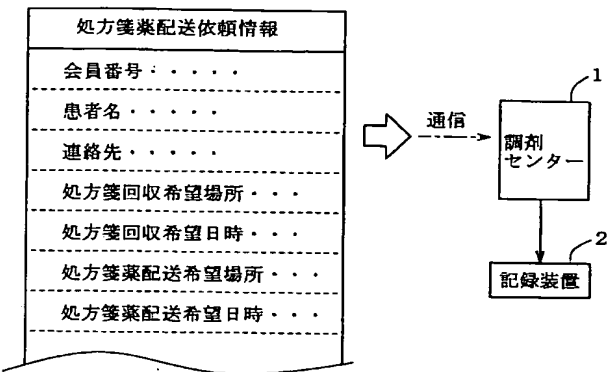 処方箋薬配送依頼情報
会員番号・・・・・
患者名・・・・・
連絡先・・・・・
処方箋回収希望場所・・・
処方箋回収希望日時・・・
処方箋薬配送希望場所・・・
処方箋薬配送希望日時・・・
通信
1
調剤
センター
2
記録装置